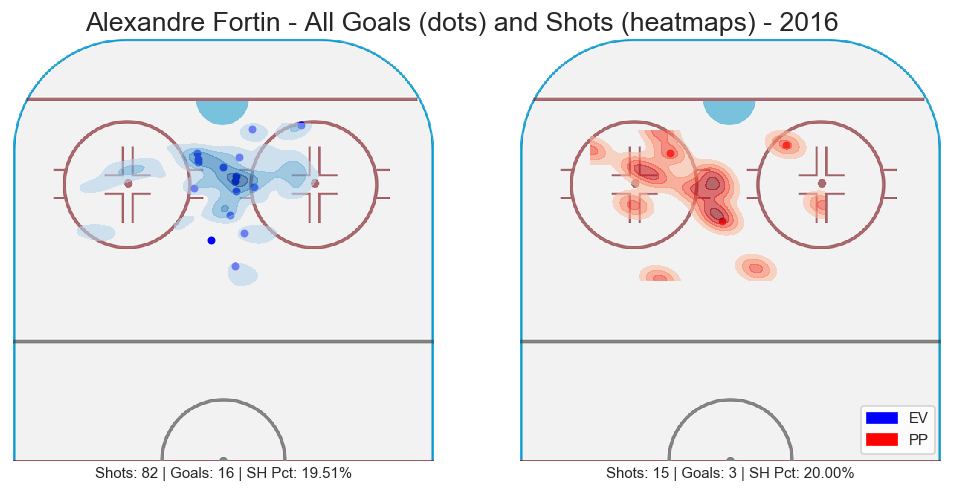 Alexandre Fortin - All Goals (dots) and Shots (heatmaps) - 2016
EV
PP
Shots: 82 | Goals: 16 | SH Pct: 19.51%
Shots: 15 | Goals: 3 | SH Pct: 20.00%